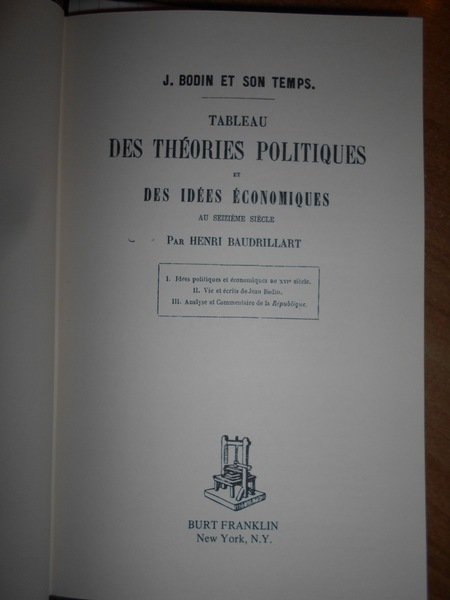 J. BODIN ET SON TEMPS.
TABLEAU
DES THÉORIES POLITIQUES
ET
DES IDÉES ÉCONOMIQUES
AU SEIZIÈME SIÈCLE
PAR HENRI BAUDRILLART
I. Idées politiques et économiques au XVIe siècle.
II. Vie et écrits de Jean Bodin.
III. Analyse et Commentaire de la République.
BURT FRANKLIN
New York, N.Y.